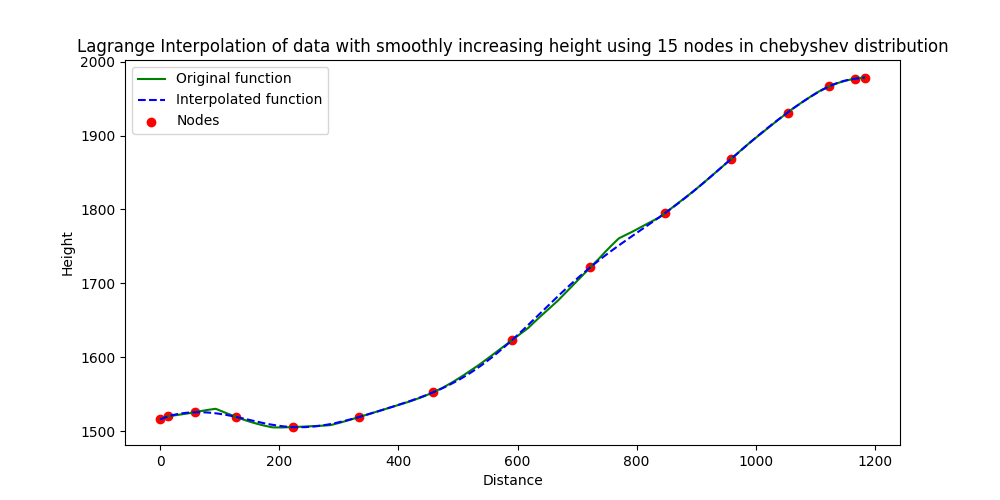 Lagrange Interpolation of data with smoothly increasing height using 15 nodes in chebyshev distribution
2000
1900
1800
1700
1600
1500
Height
Original function
Interpolated function
Nodes
0 200 400 600 800 1000 1200
Distance